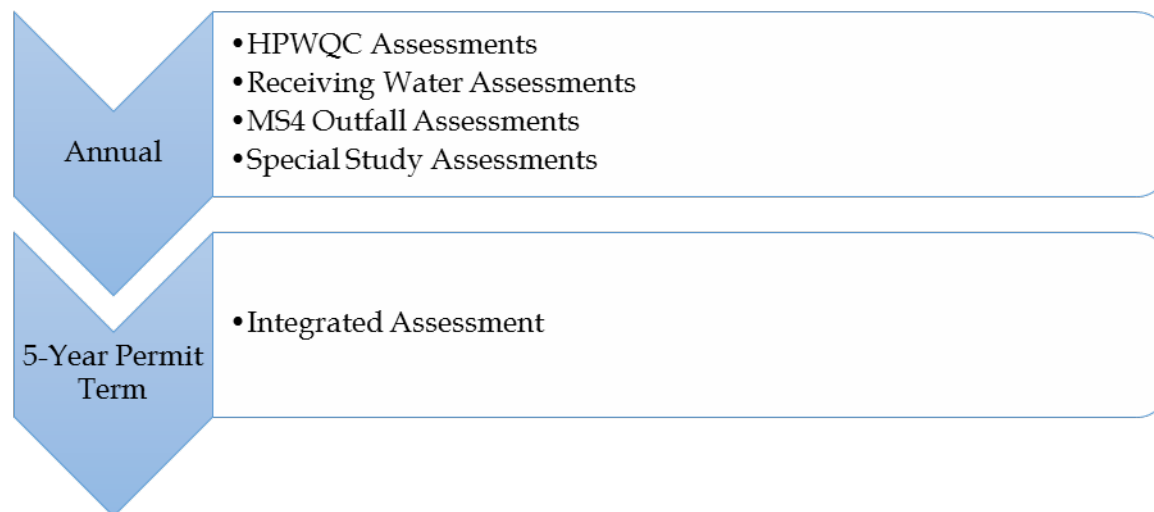 Annual
•HPWQC Assessments
•Receiving Water Assessments
•MS4 Outfall Assessments
•Special Study Assessments
5-Year Permit
Term
•Integrated Assessment